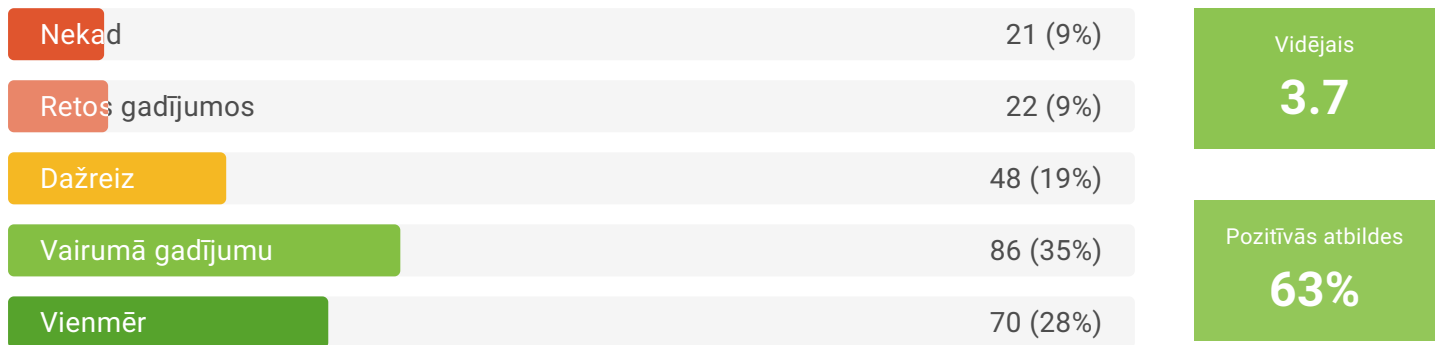 Nekad 21 (9%)
Retos gadījumos 22 (9%)
Dažreiz 48 (19%)
Vairumā gadījumu 86 (35%)
Vienmēr 70 (28%)
Vidējais
3.7
Pozitīvās atbildes
63%